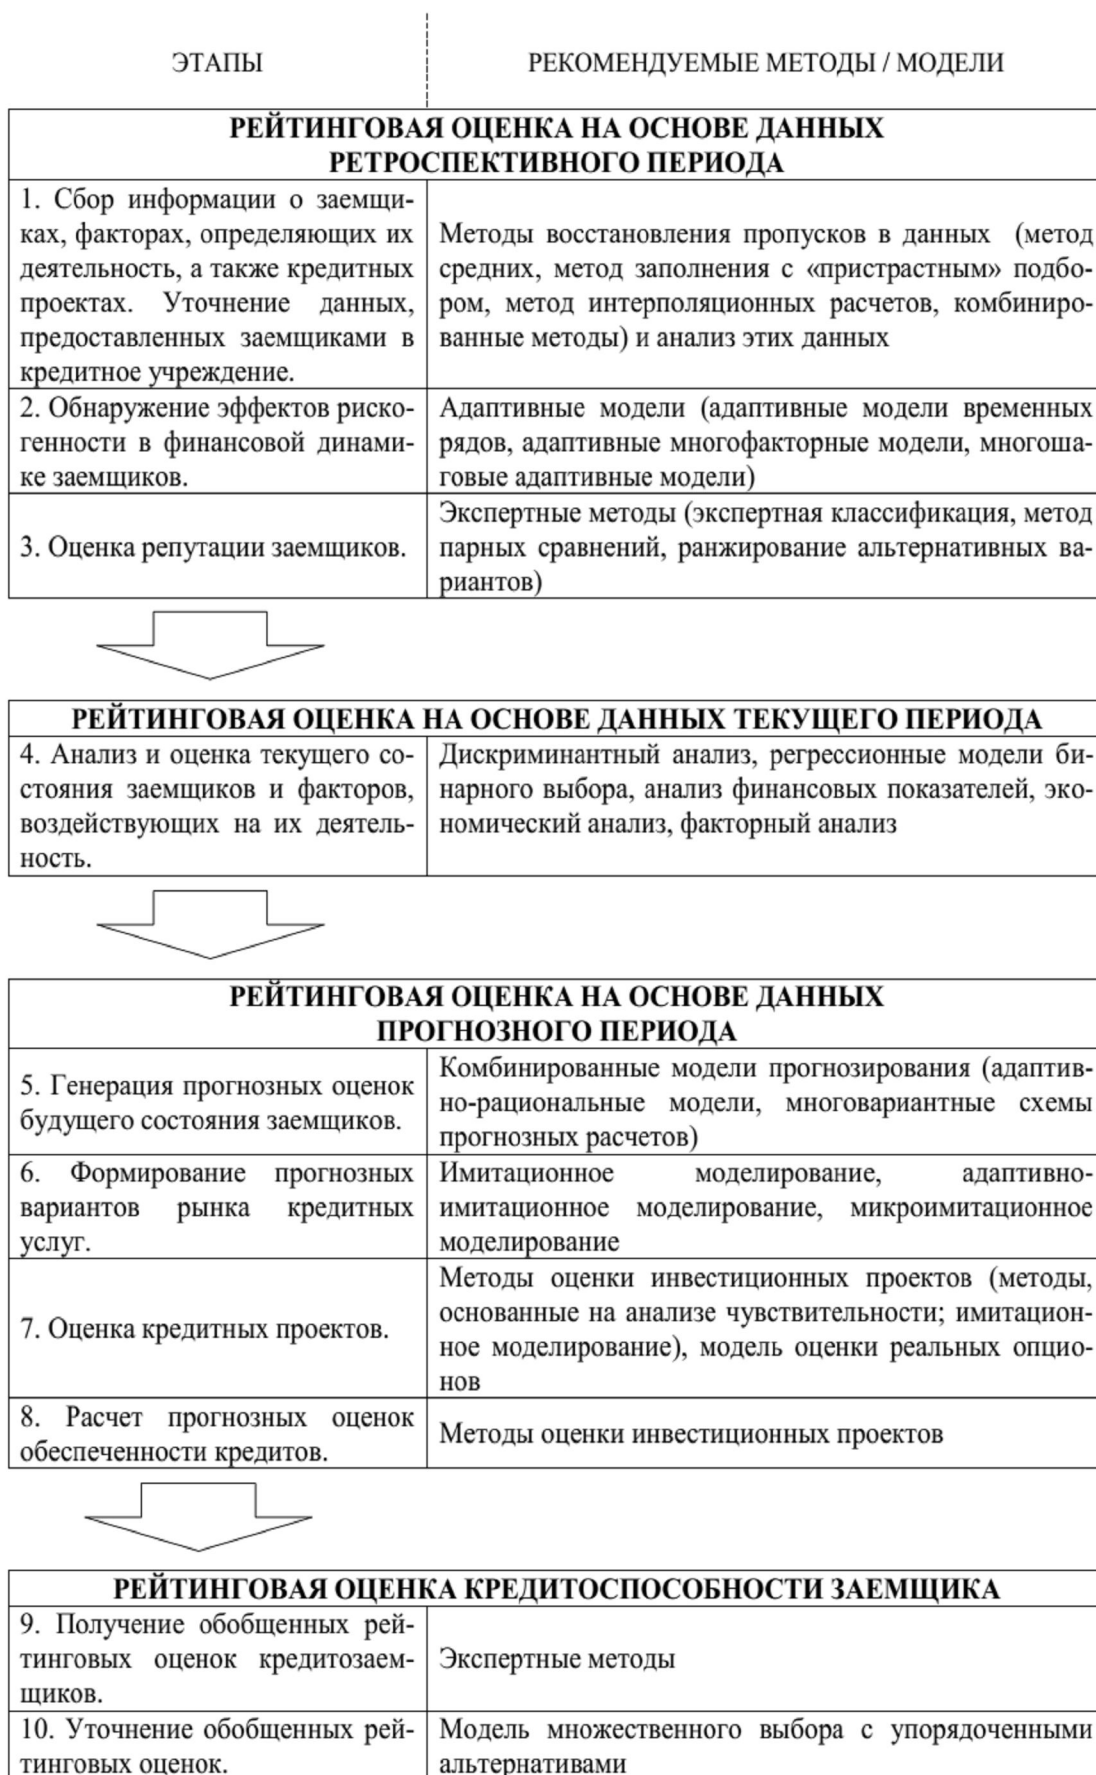 ЭТАПЫ
РЕКОМЕНДУЕМЫЕ МЕТОДЫ / МОДЕЛИ
РЕЙТИНГОВАЯ ОЦЕНКА НА ОСНОВЕ ДАННЫХ
РЕТРОСПЕКТИВНОГО ПЕРИОДА
1. Сбор информации о заемщи-
ках, факторах, определяющих их
деятельность, а также кредитных
проектах. Уточнение данных,
предоставленных заемщиками в
кредитное учреждение.
Методы восстановления пропусков в данных (метод
средних, метод заполнения с «пристрастным» подбо-
ром, метод интерполяционных расчетов, комбиниро-
ванные методы) и анализ этих данных
2. Обнаружение эффектов риско-
генности в финансовой динами-
ке заемщиков.
Адаптивные модели (адаптивные модели временных
рядов, адаптивные многофакторные модели, многоша-
говые адаптивные модели)
3. Оценка репутации заемщиков.
Экспертные методы (экспертная классификация, метод
парных сравнений, ранжирование альтернативных ва-
риантов)
РЕЙТИНГОВАЯ ОЦЕНКА НА ОСНОВЕ ДАННЫХ ТЕКУЩЕГО ПЕРИОДА
4. Анализ и оценка текущего со-
стояния заемщиков и факторов,
воздействующих на их деятель-
ность.
Дискриминантный анализ, регрессионные модели би-
нарного выбора, анализ финансовых показателей, эко-
номический анализ, факторный анализ
РЕЙТИНГОВАЯ ОЦЕНКА НА ОСНОВЕ ДАННЫХ
ПРОГНОЗНОГО ПЕРИОДА
5. Генерация прогнозных оценок
будущего состояния заемщиков.
Комбинированные модели прогнозирования (адаптив-
но-рациональные модели, многовариантные схемы
прогнозных расчетов)
6. Формирование прогнозных
вариантов рынка кредитных
услуг.
Имитационное моделирование, адаптивно-
имитационное моделирование, микроимитационное
моделирование
7. Оценка кредитных проектов.
Методы оценки инвестиционных проектов (методы,
основанные на анализе чувствительности; имитацион-
ное моделирование), модель оценки реальных опцио-
нов
8. Расчет прогнозных оценок
обеспеченности кредитов.
Методы оценки инвестиционных проектов
РЕЙТИНГОВАЯ ОЦЕНКА КРЕДИТОСПОСОБНОСТИ ЗАЕМЩИКА
9. Получение обобщенных рей-
тинговых оценок кредитозаем-
щиков.
Экспертные методы
10. Уточнение обобщенных рей-
тинговых оценок.
Модель множественного выбора с упорядоченными
альтернативами